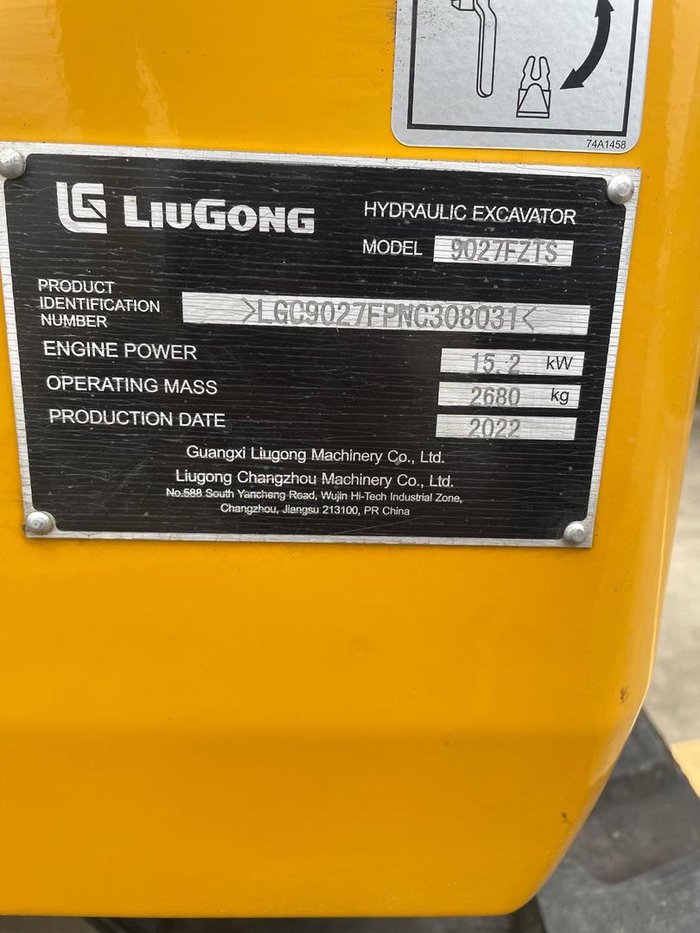 74A1458
LG LIUGONG
HYDRAULIC EXCAVATOR
MODEL 9027FZTS
PRODUCT
IDENTIFICATION
NUMBER
>LGC9027FPNC308031<
ENGINE POWER 15.2 kW
OPERATING MASS 2680 kg
PRODUCTION DATE 2022
Guangxi Liugong Machinery Co., Ltd.
Liugong Changzhou Machinery Co., Ltd.
No.588 South Yancheng Road, Wujin Hi-Tech Industrial Zone,
Changzhou, Jiangsu 213100, PR China